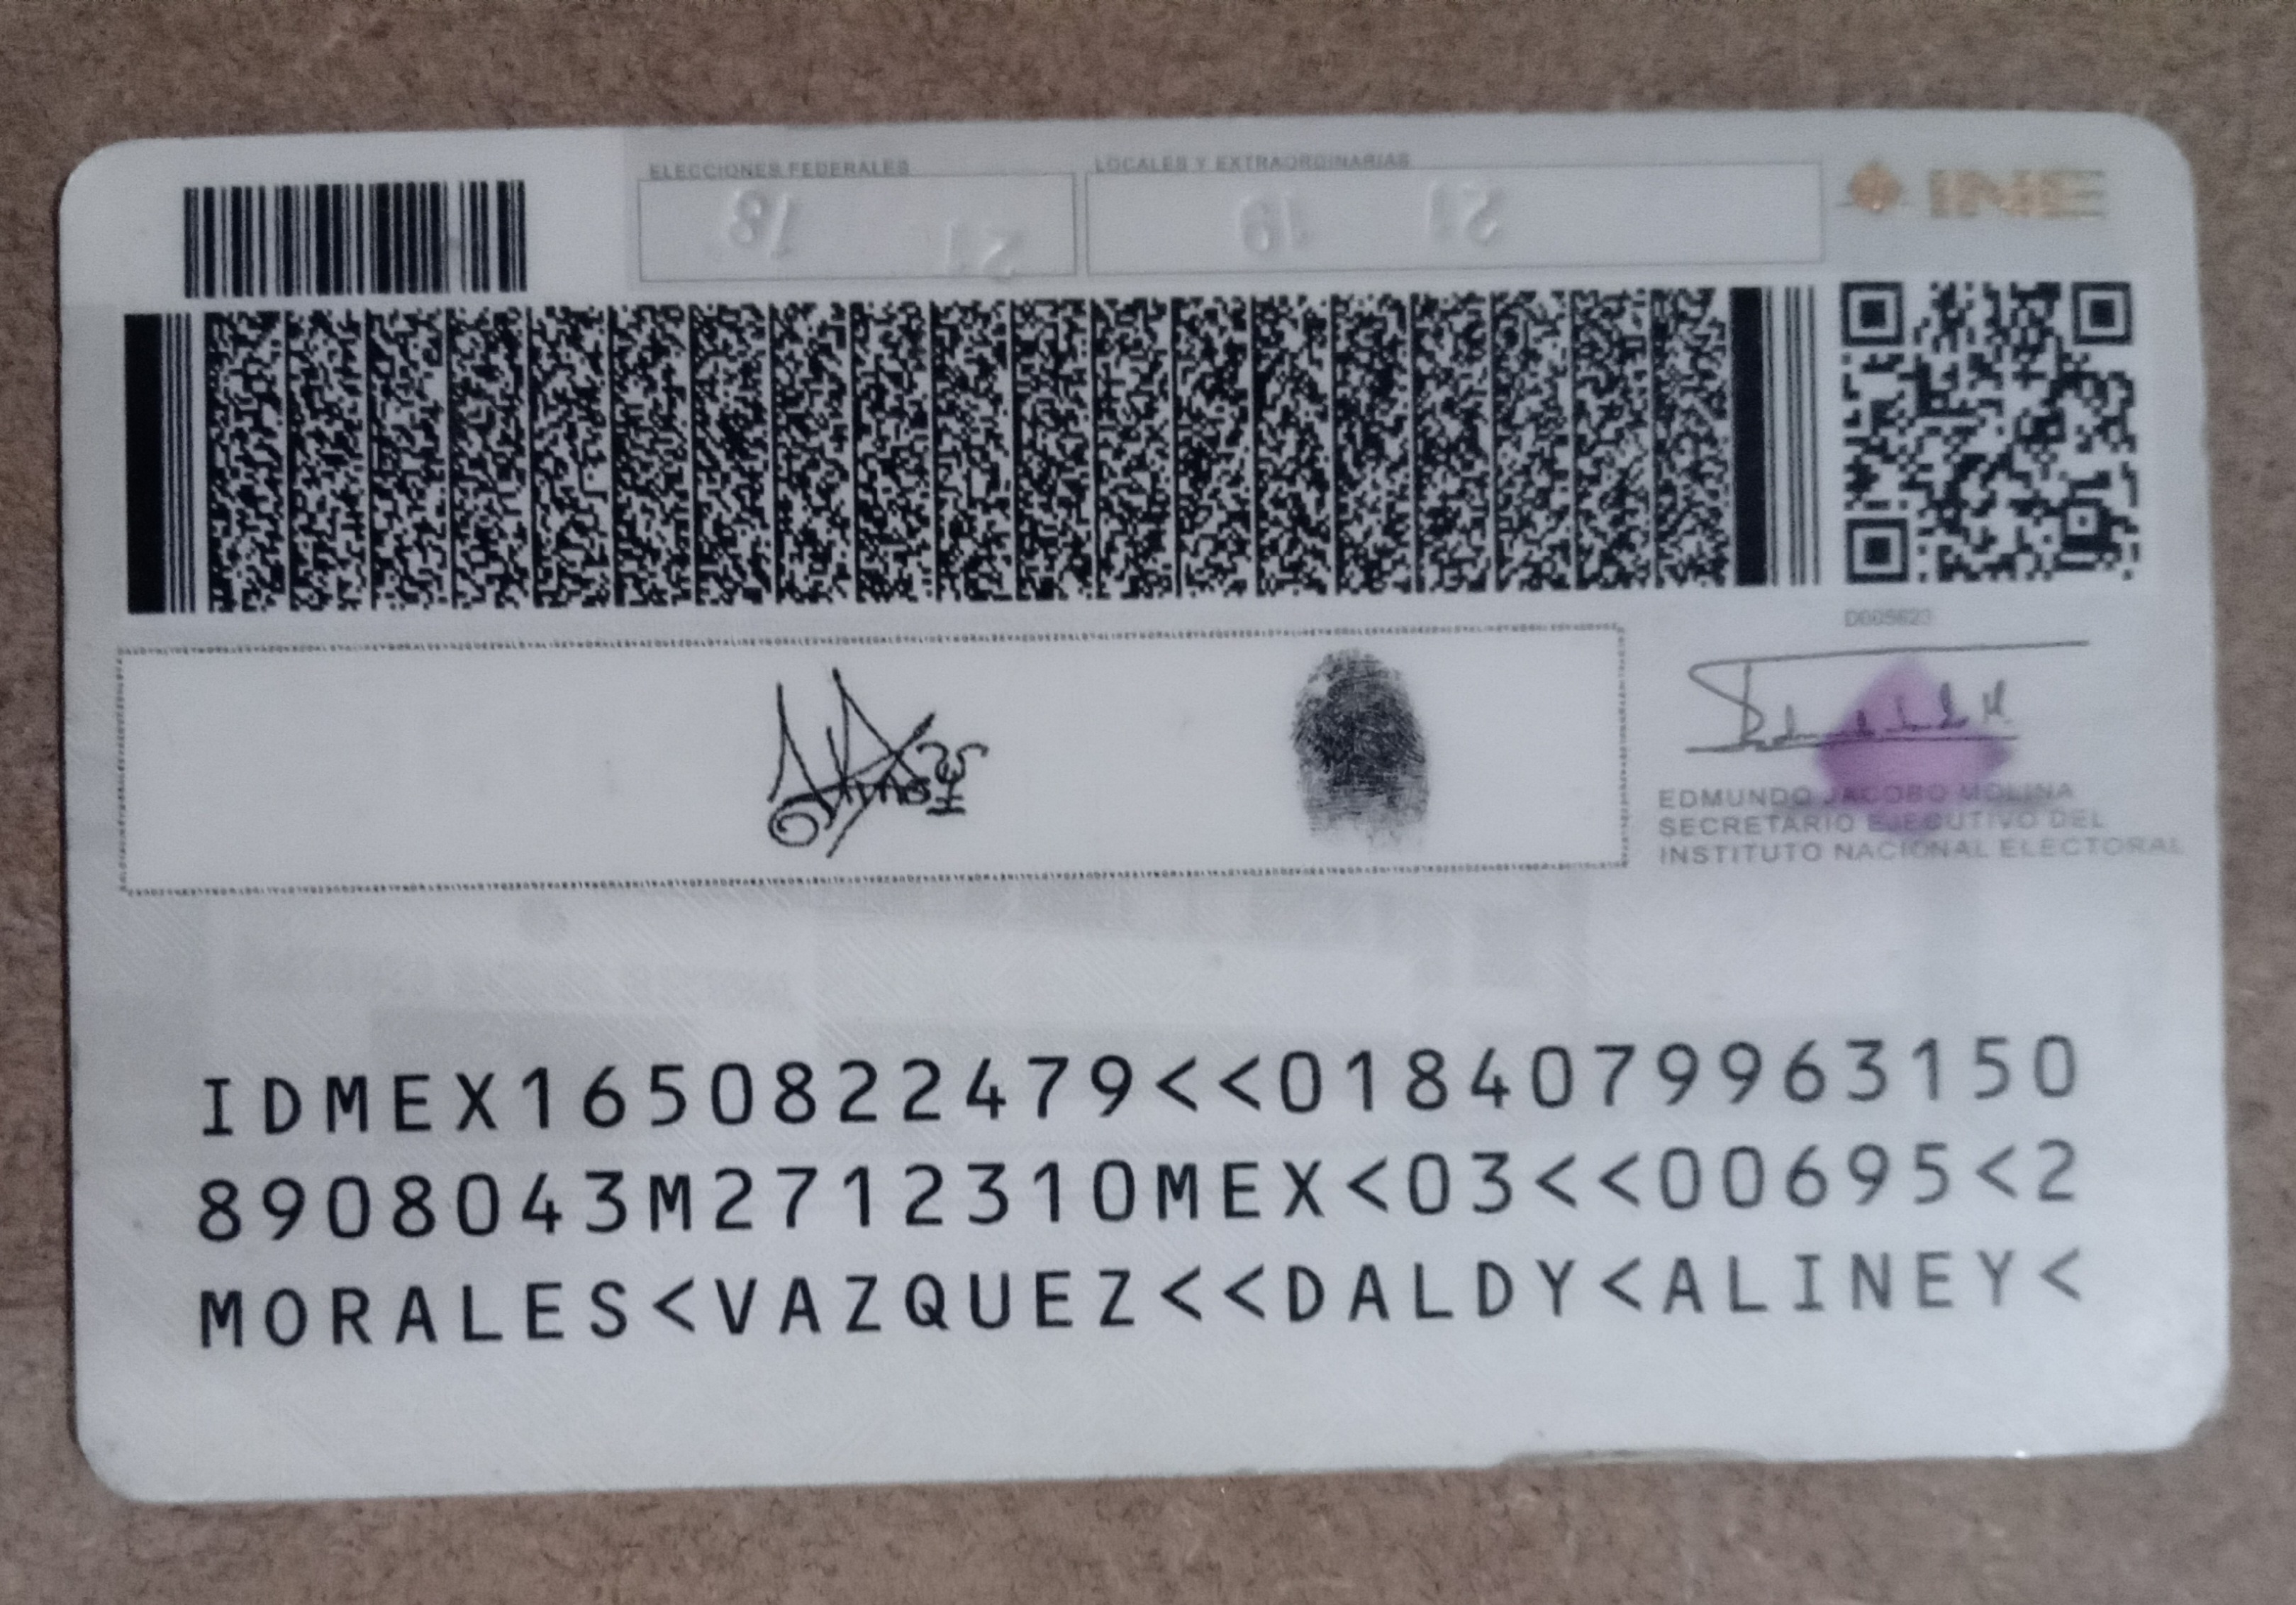 ELECCIONES FEDERALES
LOCALES Y EXTRAORDINARIAS
INE
18
21
19
21
EDMUNDO JACOBO MOLINA
SECRETARIO EJECUTIVO DEL
INSTITUTO NACIONAL ELECTORAL
IDMEX1650822479<<0184079963150
8908043M2712310MEX<03<<00695<2
MORALES<VAZQUEZ<<DALDY<ALINEY<